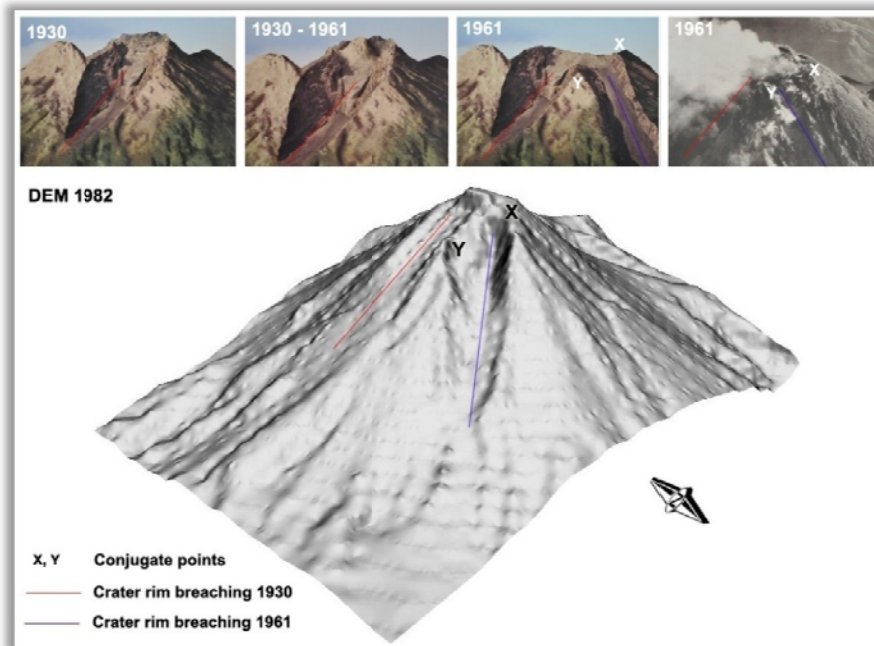 1930
1930 - 1961
1961
X
Y
1961
X
Y
DEM 1982
X
Y
X, Y Conjugate points
Crater rim breaching 1930
Crater rim breaching 1961